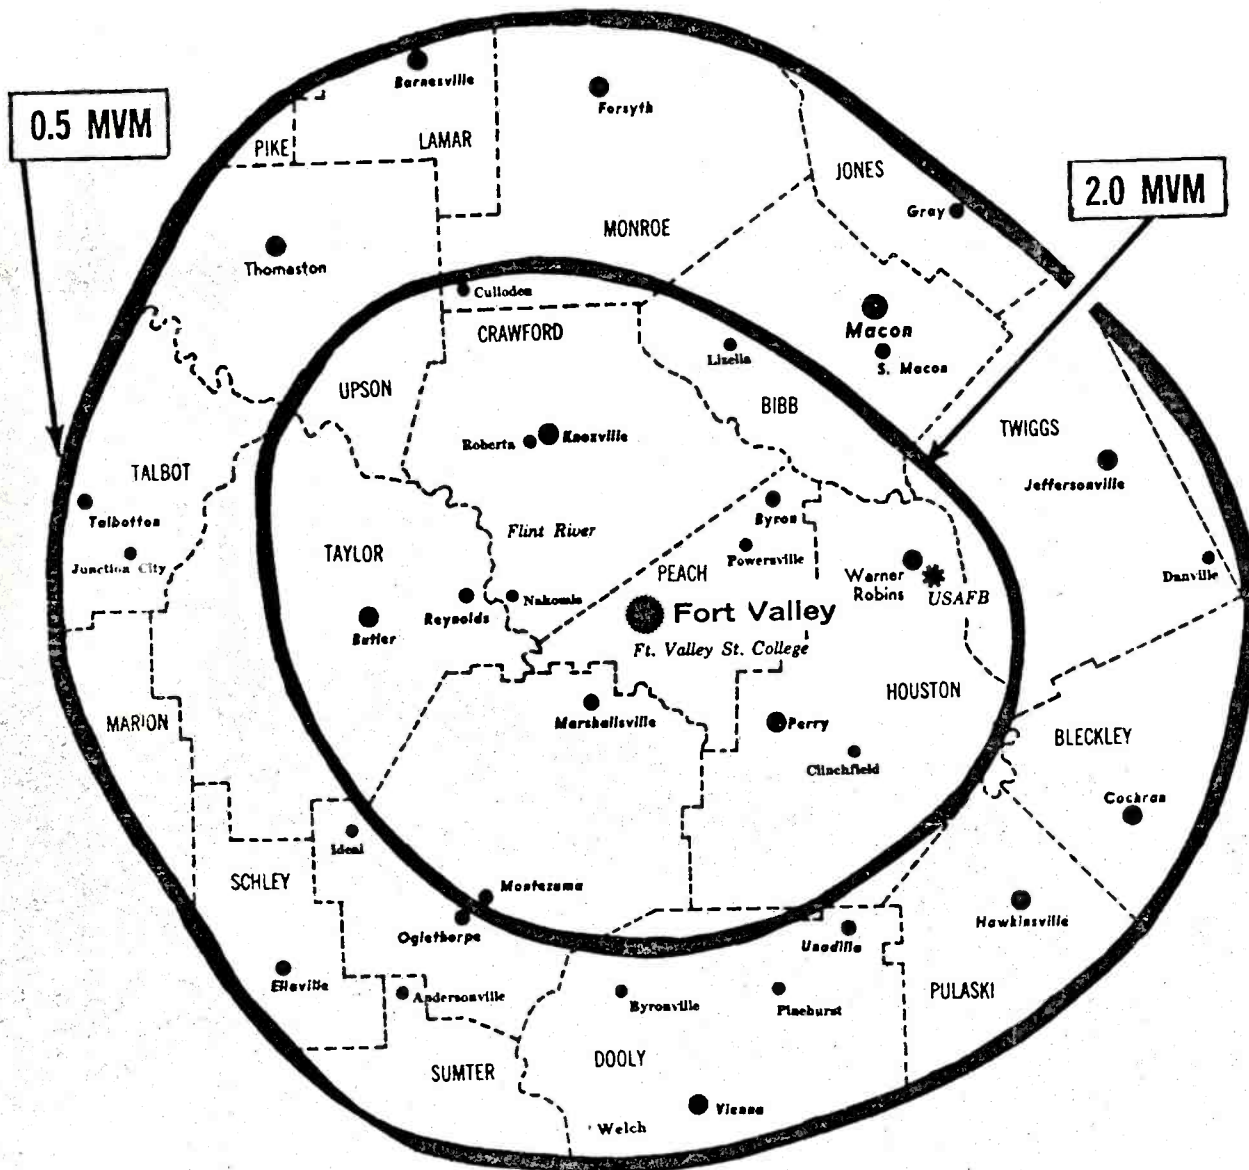 Barnesville
Forsyth
0.5 MVM
PIKE
LAMAR
JONES
2.0 MVM
Gray
MONROE
Thomaston
Culloden
CRAWFORD
Macon
Lizella
S. Macon
UPSON
BIBB
TWIGGS
Roberta
Knoxville
TALBOT
Jeffersonville
Talbotton
Byron
Flint River
Junction City
TAYLOR
Powersville
PEACH
Warner
Robins
USAFB
Danville
Nakomis
Reynolds
Butler
Fort Valley
Ft. Valley St. College
HOUSTON
MARION
Marshallsville
Perry
BLECKLEY
Clinchfield
Cochran
Ideal
SCHLEY
Montezuma
Oglethorpe
Hawkinsville
Unadilla
Ellaville
Andersonville
Byronville
Pinehurst
PULASKI
DOOLY
SUMTER
Vienna
Welch